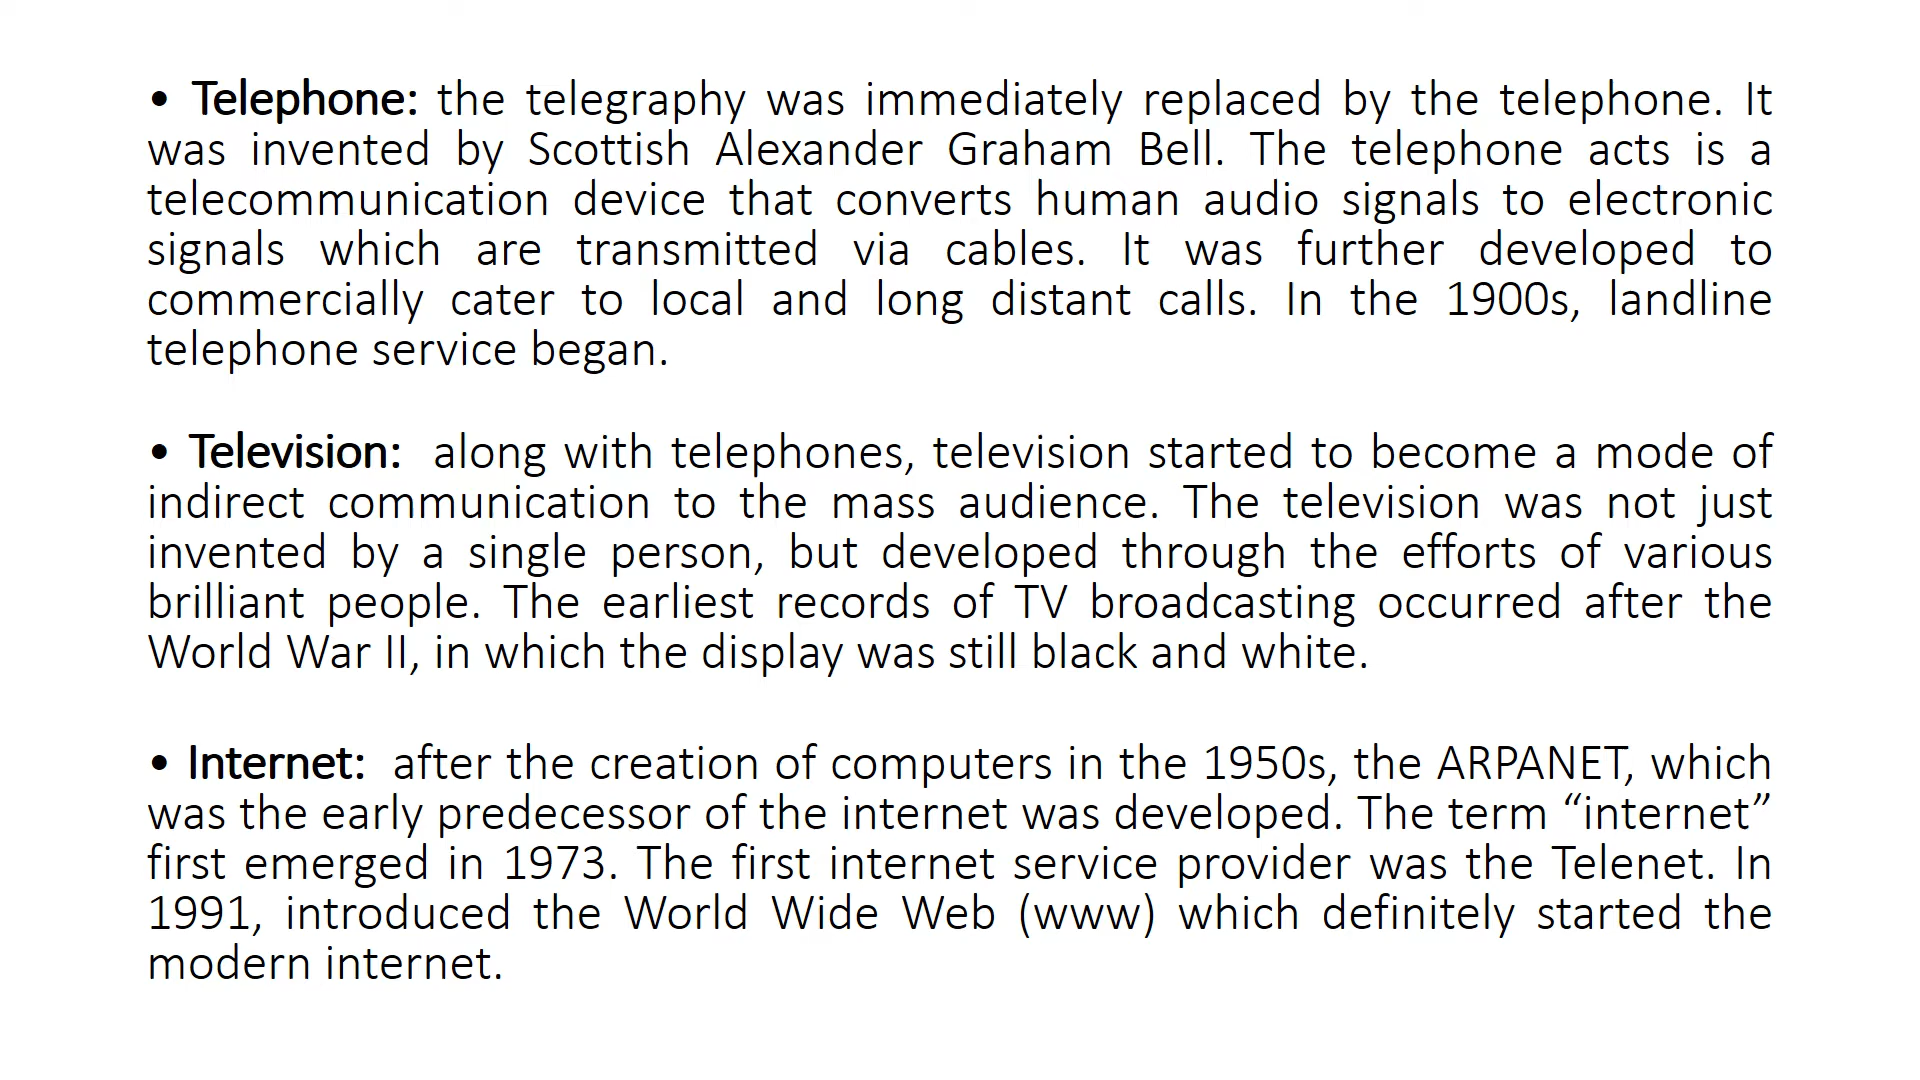 • Telephone: the telegraphy was immediately replaced by the telephone. It
was invented by Scottish Alexander Graham Bell. The telephone acts is a
telecommunication device that converts human audio signals to electronic
signals which are transmitted via cables. It was further developed to
commercially cater to local and long distant calls. In the 1900s, landline
telephone service began.
• Television: along with telephones, television started to become a mode of
indirect communication to the mass audience. The television was not just
invented by a single person, but developed through the efforts of various
brilliant people. The earliest records of TV broadcasting occurred after the
World War II, in which the display was still black and white.
• Internet: after the creation of computers in the 1950s, the ARPANET, which
was the early predecessor of the internet was developed. The term “internet”
first emerged in 1973. The first internet service provider was the Telenet. In
1991, introduced the World Wide Web (www) which definitely started the
modern internet.